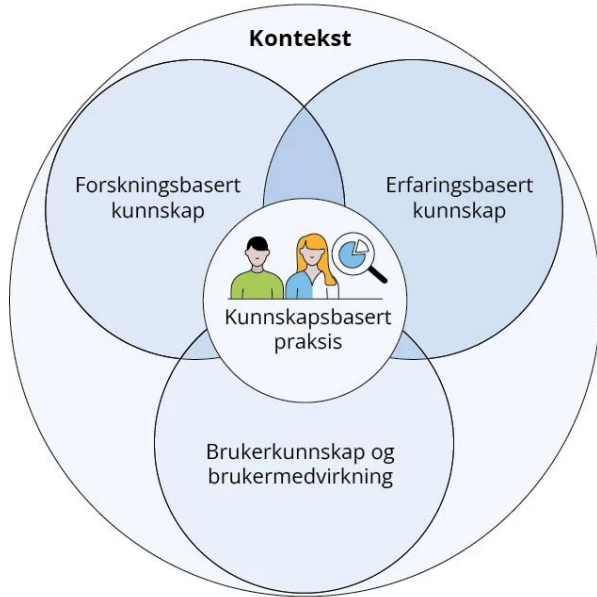 Kontekst
Forskningsbasert
kunnskap
Erfaringsbasert
kunnskap
Kunnskapsbasert
praksis
Brukerkunnskap og
brukermedvirkning